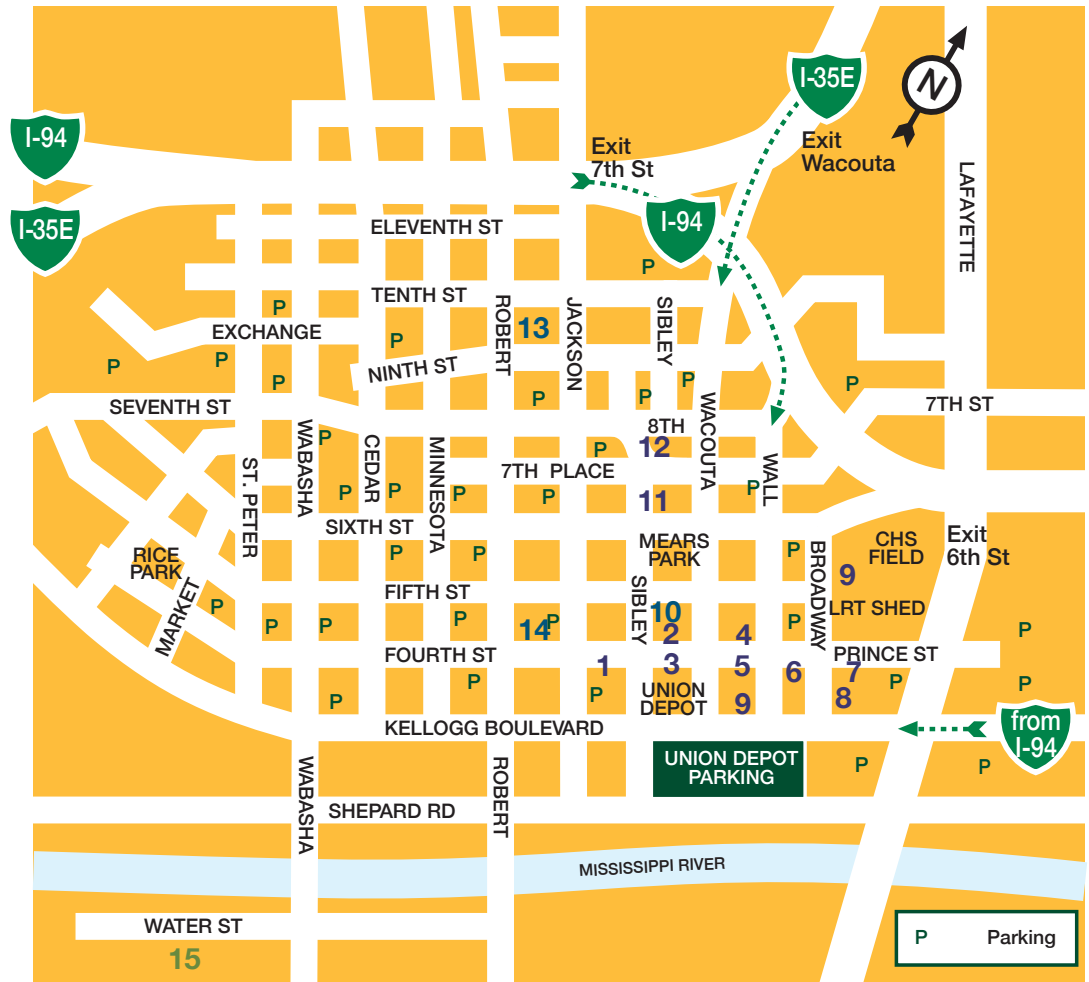 I-94
I-35E
I-35E
N
Exit
7th St
Exit
Wacouta
I-94
LAFAYETTE
ELEVENTH ST
P
TENTH ST
P
EXCHANGE
ROBERT
13
JACKSON
SIBLEY
P
P
P
NINTH ST
P
P
P
P
P
SEVENTH ST
WACOUTA
7TH ST
8TH
12
P
P
WABASHA
CEDAR
MINNESOTA
ST. PETER
7TH PLACE
WALL
P
P
P
P
P
11
SIXTH ST
MEARS
PARK
P
P
P
BROADWAY
CHS
FIELD
Exit
6th St
RICE
PARK
MARKET
9
FIFTH ST
SIBLEY
10
LRT SHED
P
P
P
P
14
P
2
4
P
P
FOURTH ST
PRINCE ST
1
3
5
6
7
P
P
P
P
P
UNION
DEPOT
9
8
KELLOGG BOULEVARD
from
I-94
UNION DEPOT
PARKING
P
P
WABASHA
ROBERT
SHEPARD RD
MISSISSIPPI RIVER
WATER ST
15
P Parking